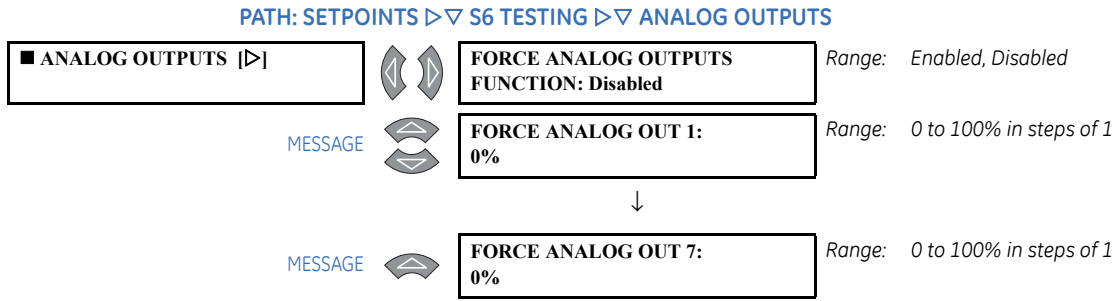 PATH: SETPOINTS ▷▽ S6 TESTING ▷▽ ANALOG OUTPUTS
■ ANALOG OUTPUTS [▷]
FORCE ANALOG OUTPUTS
FUNCTION: Disabled
Range: Enabled, Disabled
MESSAGE
FORCE ANALOG OUT 1:
0%
Range: 0 to 100% in steps of 1
↓
MESSAGE
FORCE ANALOG OUT 7:
0%
Range: 0 to 100% in steps of 1